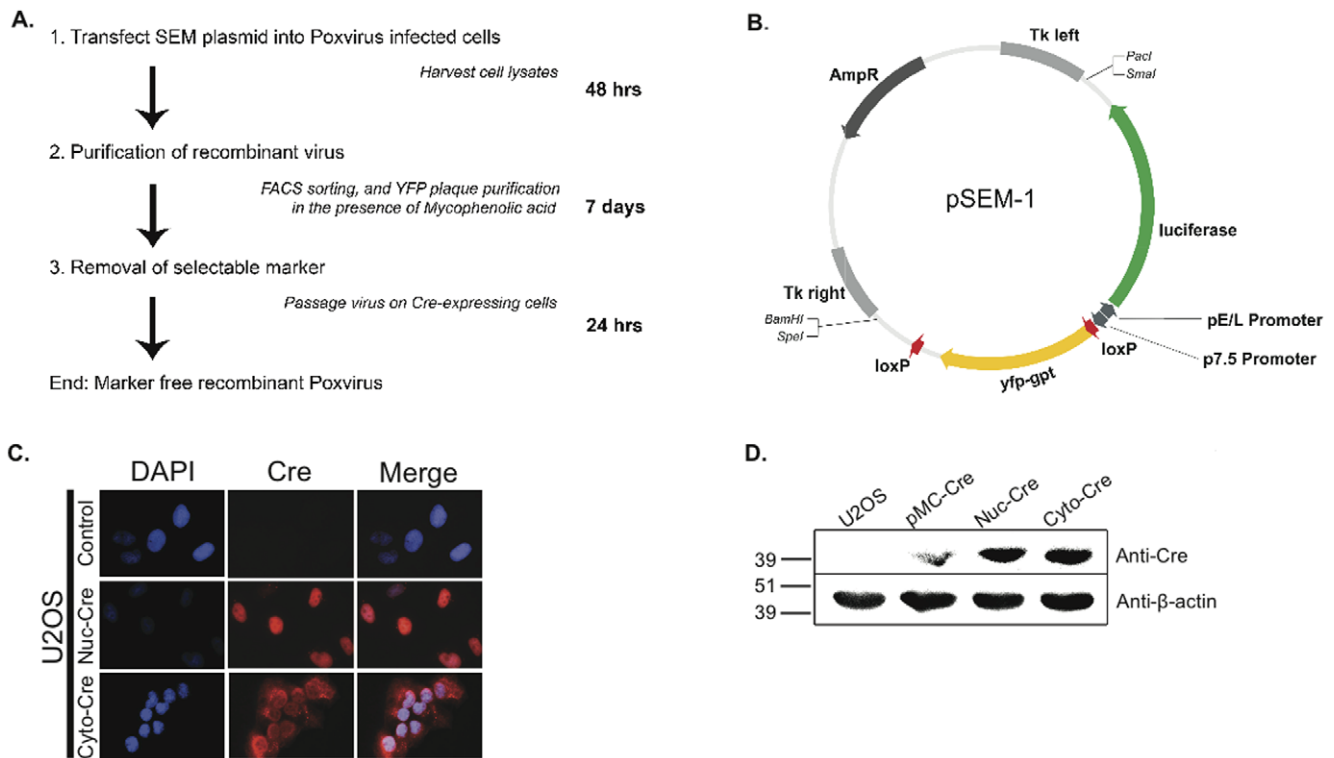 A.
1. Transfect SEM plasmid into Poxvirus infected cells
Harvest cell lysates
48 hrs
2. Purification of recombinant virus
FACS sorting, and YFP plaque purification
in the presence of Mycophenolic acid
7 days
3. Removal of selectable marker
Passage virus on Cre-expressing cells
24 hrs
End: Marker free recombinant Poxvirus
B.
Tk left
PacI
SmaI
AmpR
pSEM-1
luciferase
Tk right
BamHI
SpeI
pE/L Promoter
loxP
p7.5 Promoter
loxP
yfp-gpt
C.
DAPI
Cre
Merge
U2OS
Control
Nuc-Cre
Cyto-Cre
D.
U2OS
pMC-Cre
Nuc-Cre
Cyto-Cre
39
Anti-Cre
51
39
Anti-β-actin